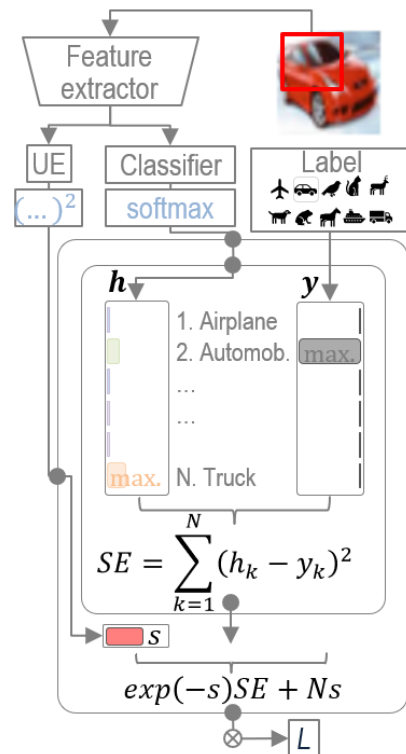 Feature
extractor
UE
Classifier
Label
(...)²
softmax
h
y
1. Airplane
2. Automob.
max.
...
...
max.
N. Truck
SE = \sum_{k=1}^{N} (h_k - y_k)^2
s
exp(-s)SE + Ns
L